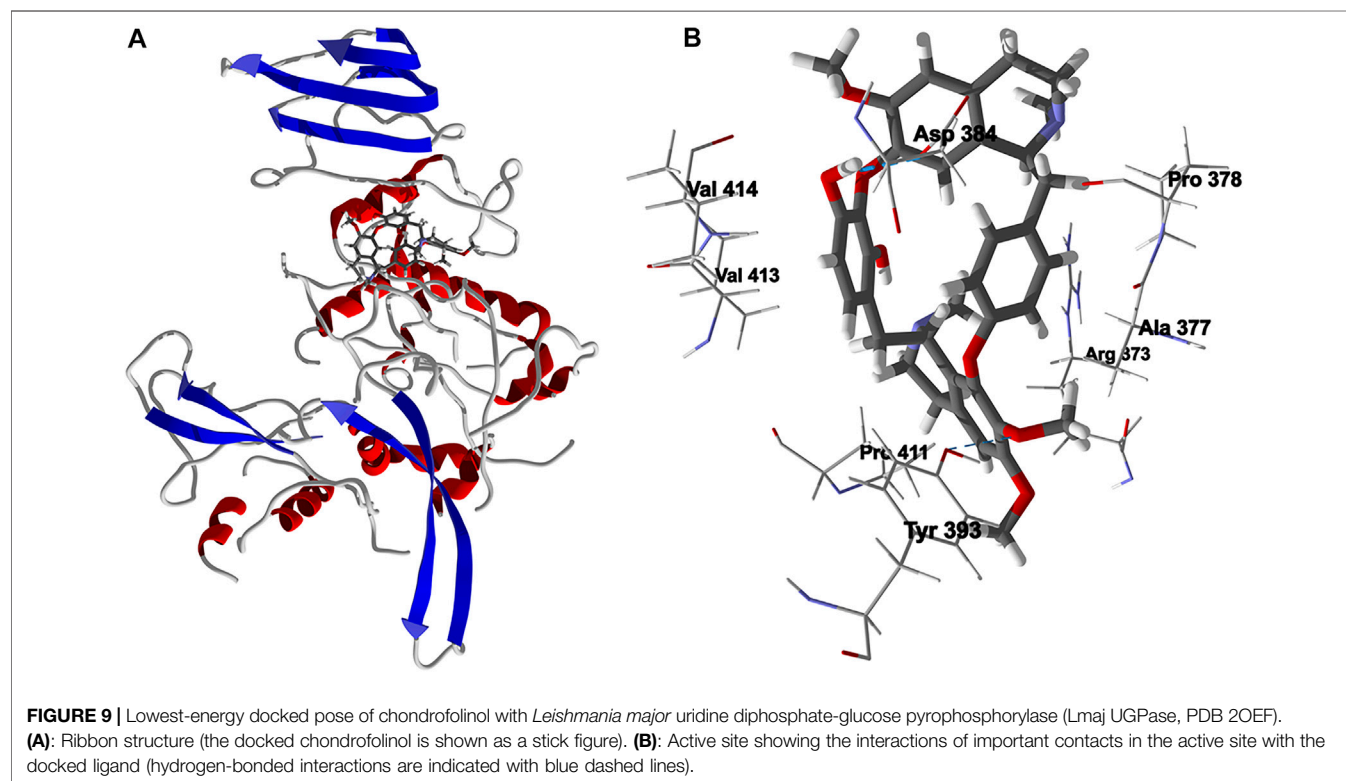 A
B
Asp 384
Pro 378
Val 414
Val 413
Ala 377
Arg 373
Pro 411
Tyr 393
FIGURE 9 | Lowest-energy docked pose of chondrofolinol with Leishmania major uridine diphosphate-glucose pyrophosphorylase (Lmaj UGPase, PDB 2OEF).
(A): Ribbon structure (the docked chondrofolinol is shown as a stick figure). (B): Active site showing the interactions of important contacts in the active site with the
docked ligand (hydrogen-bonded interactions are indicated with blue dashed lines).